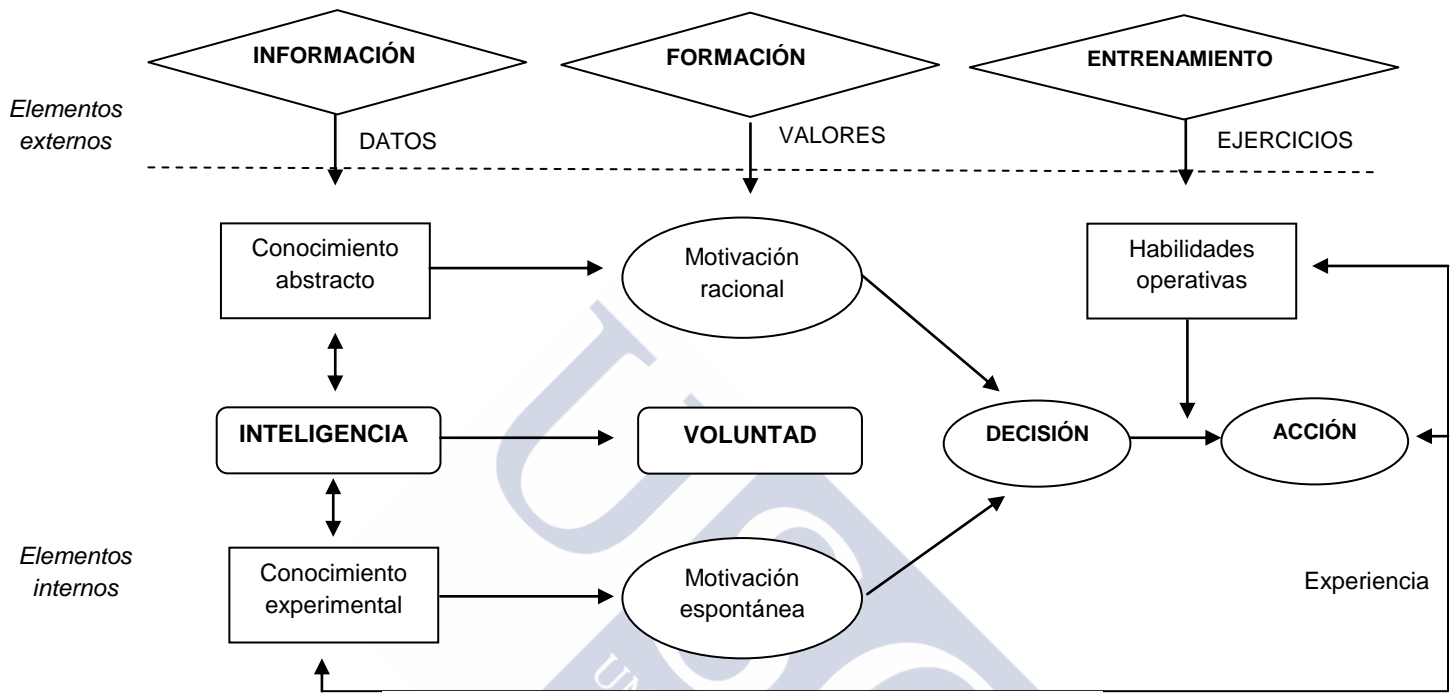 INFORMACIÓN
FORMACIÓN
ENTRENAMIENTO
Elementos
externos
DATOS
VALORES
EJERCICIOS
Conocimiento
abstracto
Motivación
racional
Habilidades
operativas
INTELIGENCIA
VOLUNTAD
DECISIÓN
ACCIÓN
Elementos
internos
Conocimiento
experimental
Motivación
espontánea
Experiencia